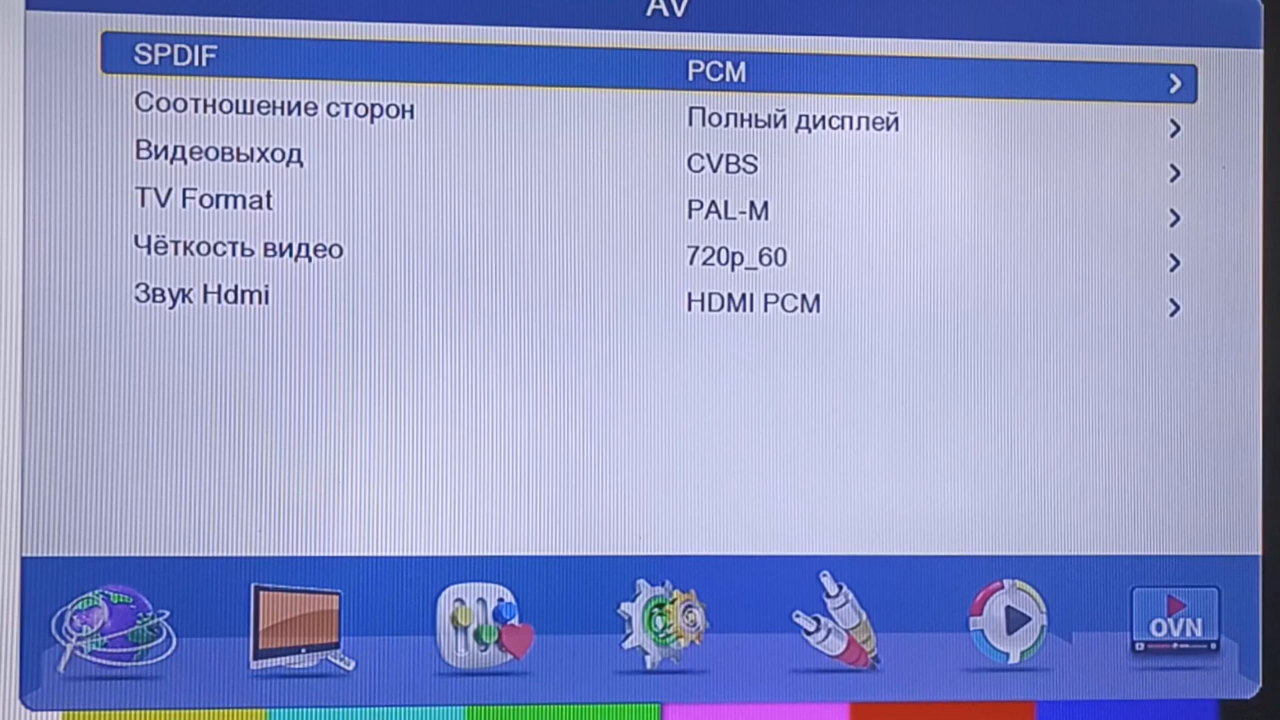 AV
SPDIF PCM
Соотношение сторон Полный дисплей
Видеовыход CVBS
TV Format PAL-M
Чёткость видео 720p_60
Звук Hdmi HDMI PCM
OVN